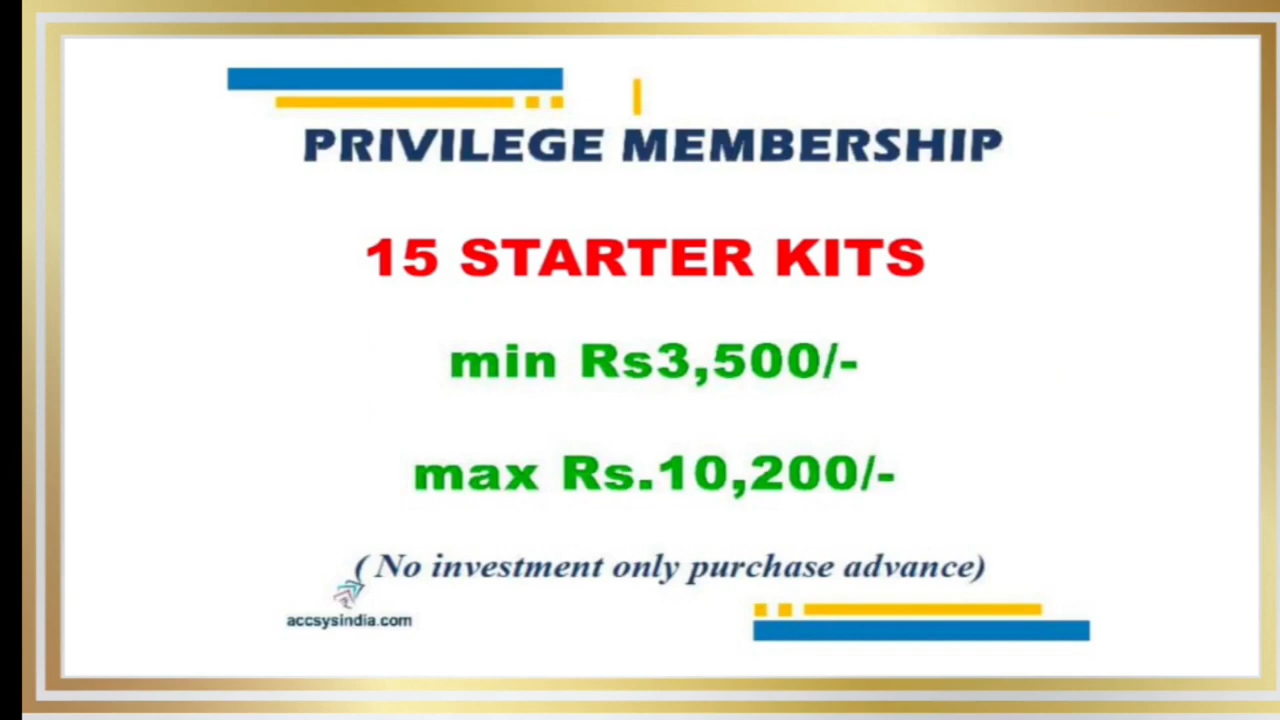 PRIVILEGE MEMBERSHIP
15 STARTER KITS
min Rs3,500/-
max Rs.10,200/-
( No investment only purchase advance)
accsysindia.com